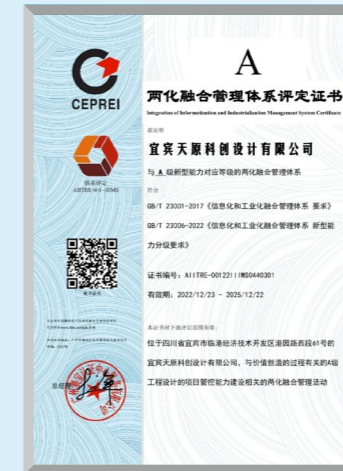 A
CEPREI
两化融合管理体系评定证书
Integration of Informatization and Industrialization Management System Certificate
兹证明
宜宾天原科创设计有限公司
与 A 级新型能力对应等级的两化融合管理体系
符合
GB/T 23001-2017《信息化和工业化融合管理体系 要求》
GB/T 23006-2022《信息化和工业化融合管理体系 新型能
力分级要求》
证书编号：AIITRE-00122IIIMS0440301
有效期：2022/12/23 - 2025/12/22
本证书对下述评定范围有效：
位于四川省宜宾市临港经济技术开发区港园路西段61号的
宜宾天原科创设计有限公司，与价值创造的过程有关的A级
工程设计的项目管控能力建设相关的两化融合管理活动
总经理